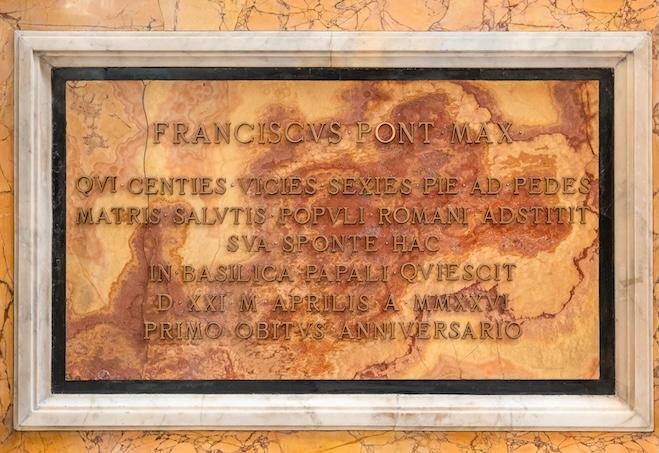 FRANCISCVS · PONT · MAX ·
QVI · CENTIES · VICIES · SEXIES · PIE · AD · PEDES
MATRIS · SALVTIS · POPVLI · ROMANI · ADSTITIT
SVA · SPONTE · HAC
IN · BASILICA · PAPALI · QVIESCIT
D · XXI · M · APRILIS · A · MMXXVI
PRIMO · OBITVS · ANNIVERSARIO